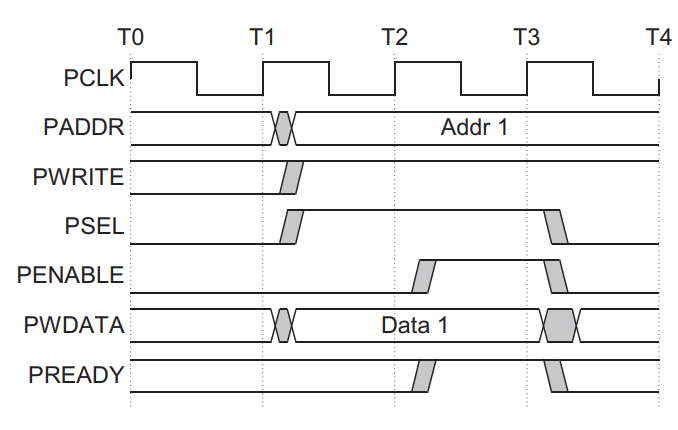 T0 T1 T2 T3 T4
PCLK
PADDR Addr 1
PWRITE
PSEL
PENABLE
PWDATA Data 1
PREADY